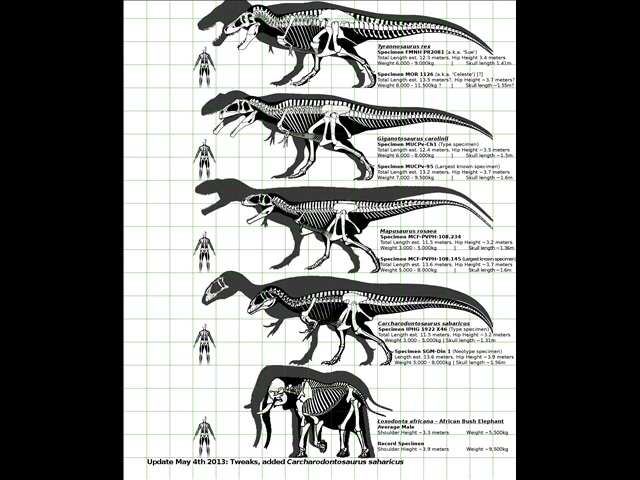 Tyrannosaurus rex
Specimen FMNH PR2081 (a.k.a. 'Sue')
Total Length est. 12.3 meters, Hip Height 3.4 meters
Weight 6,000 - 9,000kg | Skull length 1.41m
Specimen MOR 1126 (a.k.a. 'Celeste') [?]
Total Length est. 13.5 meters?, Hip Height ~3.7 meters?
Weight 8,000 - 11,500kg ? | Skull length ~1.55m?
Giganotosaurus carolinii
Specimen MUCPv-Ch1 (Type specimen)
Total Length est. 12.4 meters, Hip Height ~3.5 meters
Weight 6,000 - 8,000kg | Skull length ~1.5m
Specimen MUCPv-95 (Largest known specimen)
Total Length est. 13.2 meters, Hip Height ~3.7 meters
Weight 7,000 - 9,500kg | Skull length ~1.6m
Mapusaurus rosaea
Specimen MCF-PVPH-108.234
Total Length est. 11.5 meters, Hip Height ~3.2 meters
Weight 3,000 - 5,000kg | Skull length ~1.36m
Specimen MCF-PVPH-108.145 (Largest known specimen)
Total Length est. 13.6 meters, Hip Height ~3.7 meters
Weight 5,000 - 8,000kg | Skull length ~1.6m
Carcharodontosaurus saharicus
Specimen IPHG 1922 X46 (Type specimen)
Total Length est. 11.5 meters, Hip Height ~3.2 meters
Weight 3,000 - 5,000kg | Skull length ~1.31m
Specimen SGM-Din 1 (Neotype specimen)
Length est. 13.6 meters, Hip Height ~3.9 meters
Weight 5,000 - 8,000kg | Skull length ~1.56m
Loxodonta africana - African Bush Elephant
Average Male
Shoulder Height ~3.3 meters Weight ~5,500kg
Record Specimen
Shoulder Height ~3.9 meters Weight ~9,500kg
Update May 4th 2013: Tweaks, added Carcharodontosaurus saharicus